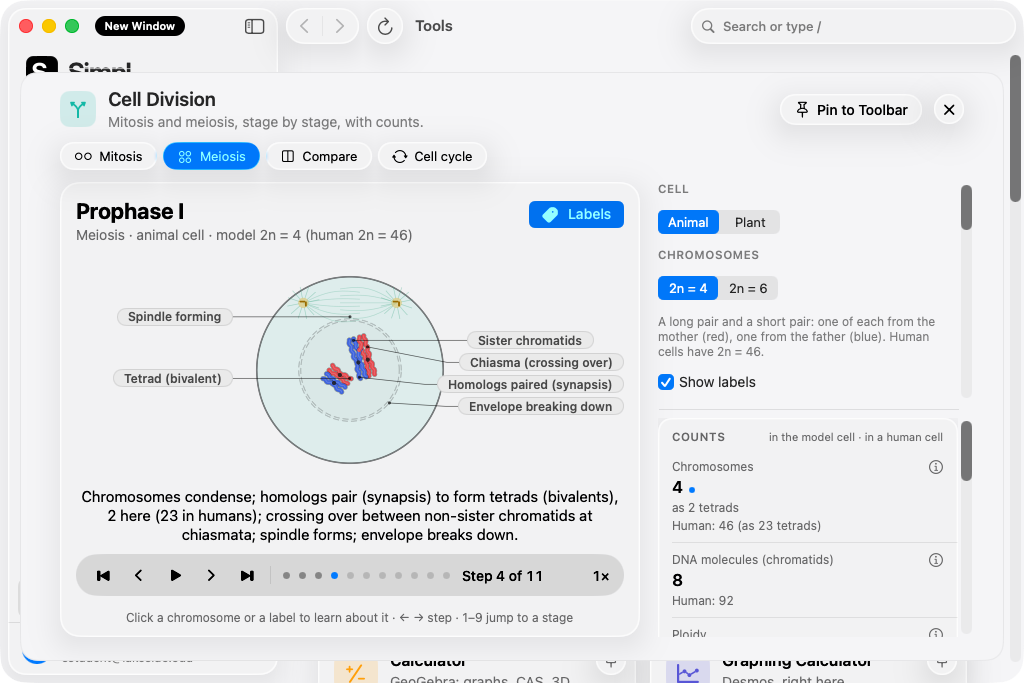 New Window
Tools
Search or type /
Simpl
Cell Division
Mitosis and meiosis, stage by stage, with counts.
Pin to Toolbar
Mitosis
Meiosis
Compare
Cell cycle
Prophase I
Labels
Meiosis · animal cell · model 2n = 4 (human 2n = 46)
Spindle forming
Tetrad (bivalent)
Sister chromatids
Chiasma (crossing over)
Homologs paired (synapsis)
Envelope breaking down
Chromosomes condense; homologs pair (synapsis) to form tetrads (bivalents),
2 here (23 in humans); crossing over between non-sister chromatids at
chiasmata; spindle forms; envelope breaks down.
Step 4 of 11
1×
Click a chromosome or a label to learn about it · ← → step · 1–9 jump to a stage
CELL
Animal
Plant
CHROMOSOMES
2n = 4
2n = 6
A long pair and a short pair: one of each from the
mother (red), one from the father (blue). Human
cells have 2n = 46.
Show labels
COUNTS
in the model cell · in a human cell
Chromosomes
4
as 2 tetrads
Human: 46 (as 23 tetrads)
DNA molecules (chromatids)
8
Human: 92
Ploidy
Calculator
GeoGebra: graphs, CAS, 3D
Graphing Calculator
Desmos, right here